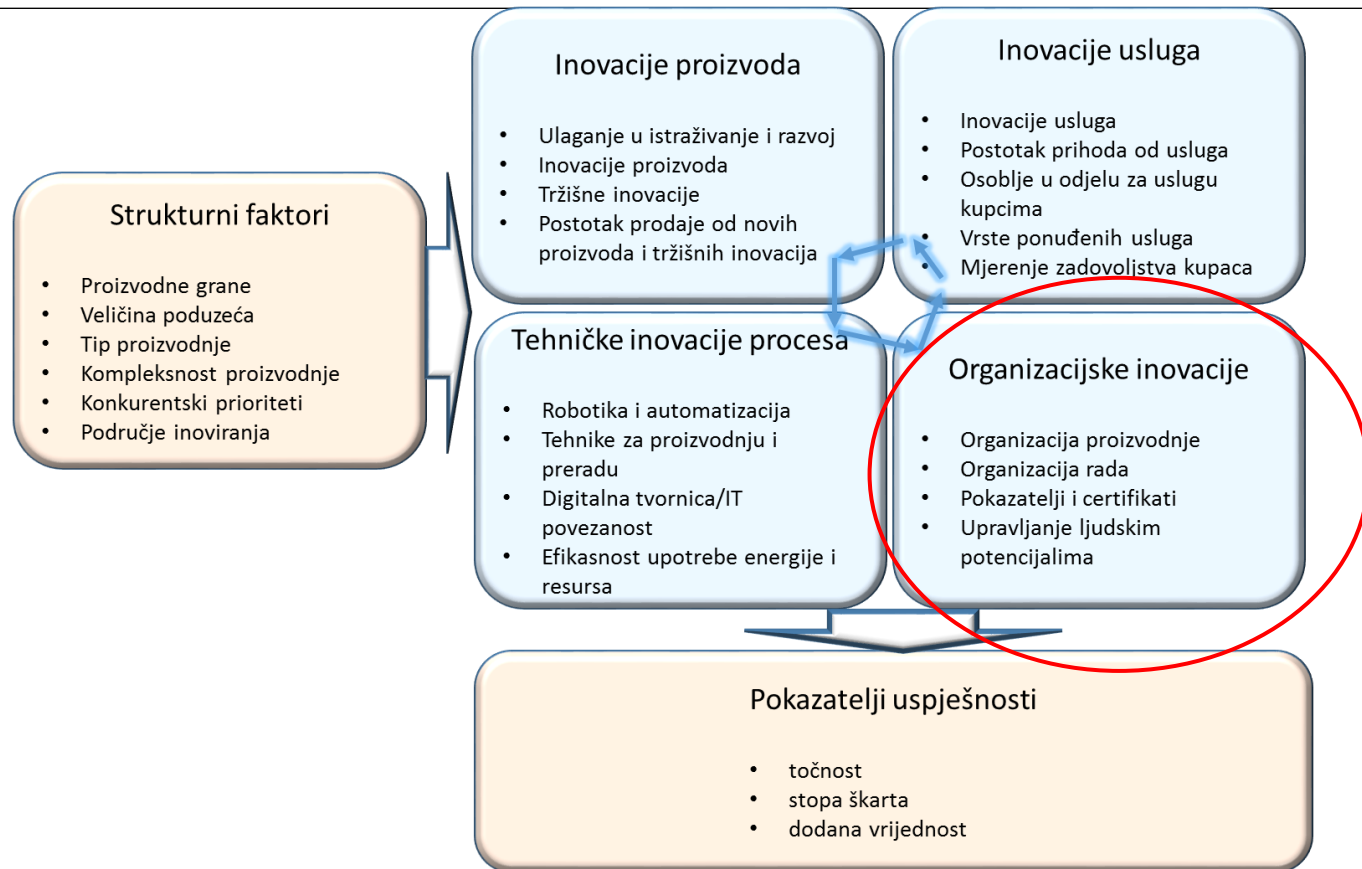 Strukturni faktori
• Proizvodne grane
• Veličina poduzeća
• Tip proizvodnje
• Kompleksnost proizvodnje
• Konkurentski prioriteti
• Područje inoviranja
Inovacije proizvoda
• Ulaganje u istraživanje i razvoj
• Inovacije proizvoda
• Tržišne inovacije
• Postotak prodaje od novih
proizvoda i tržišnih inovacija
Inovacije usluga
• Inovacije usluga
• Postotak prihoda od usluga
• Osoblje u odjelu za uslugu
kupcima
• Vrste ponuđenih usluga
• Mjerenje zadovoljstva kupaca
Tehničke inovacije procesa
• Robotika i automatizacija
• Tehnike za proizvodnju i
preradu
• Digitalna tvornica/IT
povezanost
• Efikasnost upotrebe energije i
resursa
Organizacijske inovacije
• Organizacija proizvodnje
• Organizacija rada
• Pokazatelji i certifikati
• Upravljanje ljudskim
potencijalima
Pokazatelji uspješnosti
• točnost
• stopa škarta
• dodana vrijednost